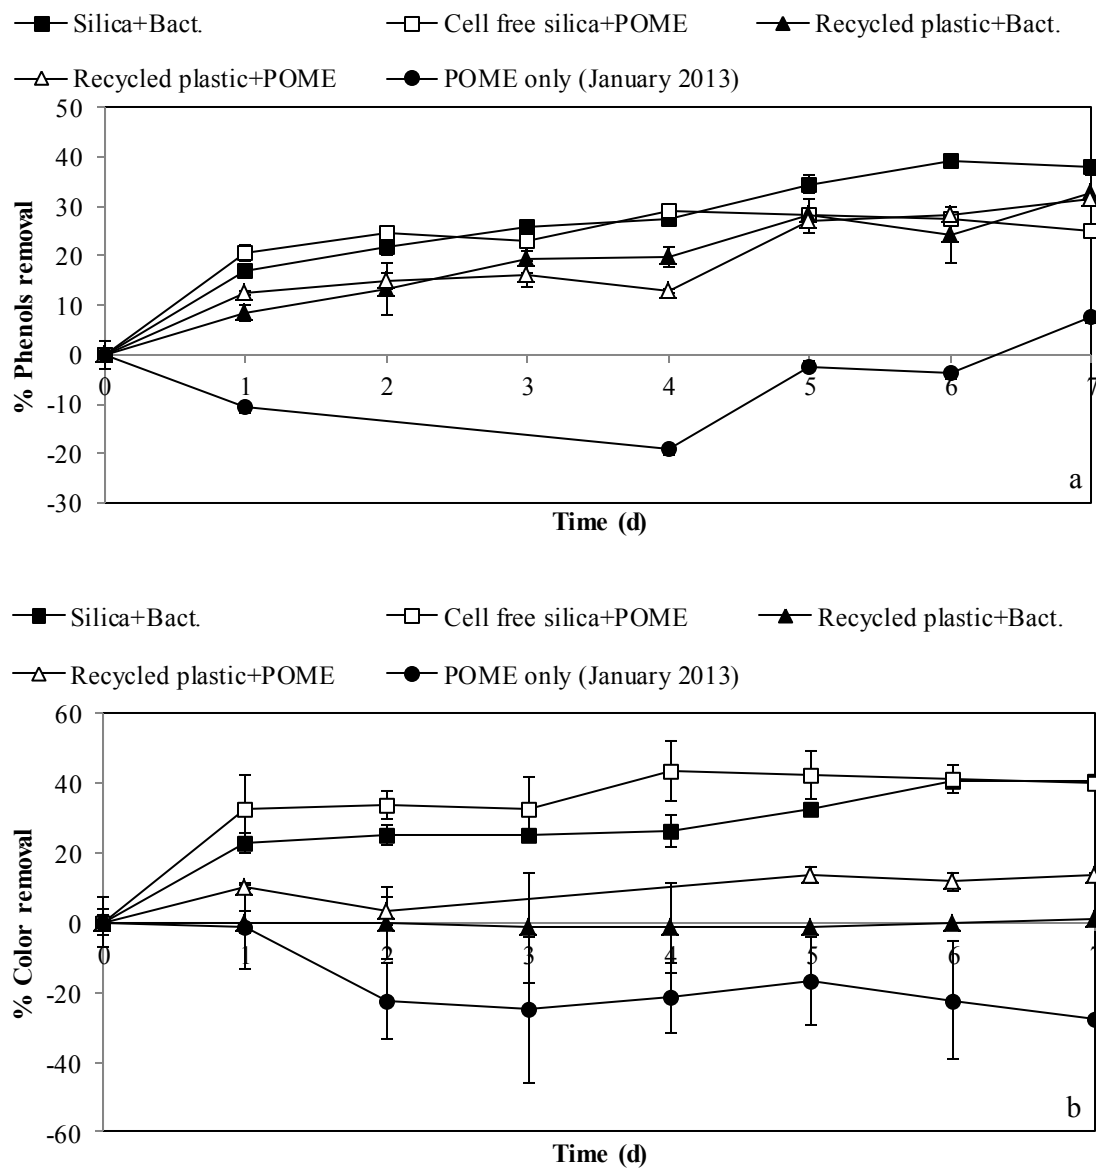 Silica+Bact. Cell free silica+POME Recycled plastic+Bact.
Recycled plastic+POME POME only (January 2013)
50
40
30
20
10
0
-10
-20
-30
% Phenols removal
0 1 2 3 4 5 6 7
a
Time (d)
Silica+Bact. Cell free silica+POME Recycled plastic+Bact.
Recycled plastic+POME POME only (January 2013)
60
40
20
0
-20
-40
-60
% Color removal
0 1 2 3 4 5 6 7
b
Time (d)